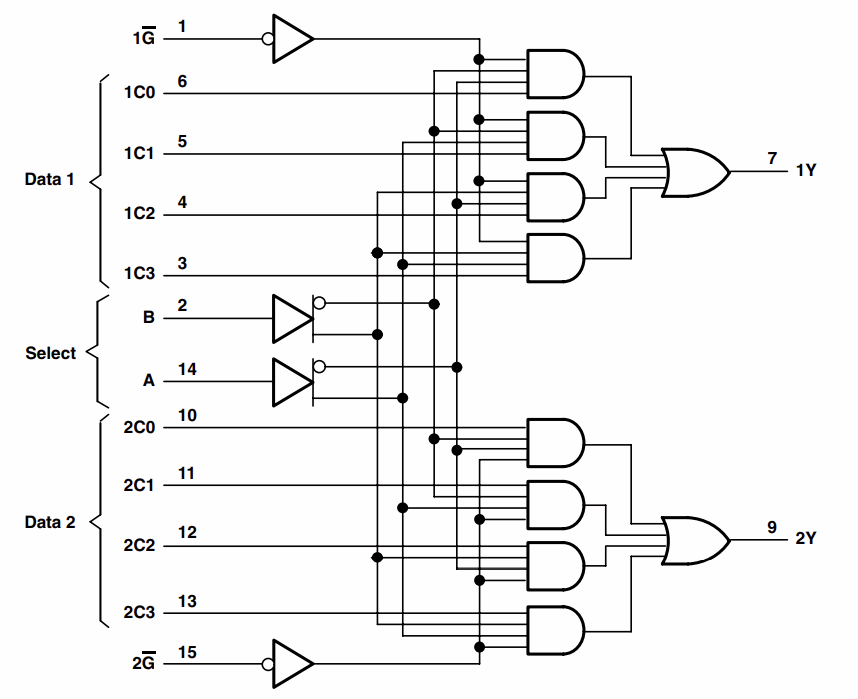 1G̅ 1
1C0 6
1C1 5
Data 1
7 1Y
1C2 4
1C3 3
B 2
Select
A 14
2C0 10
2C1 11
Data 2
12
2C2
9 2Y
2C3 13
2G̅ 15